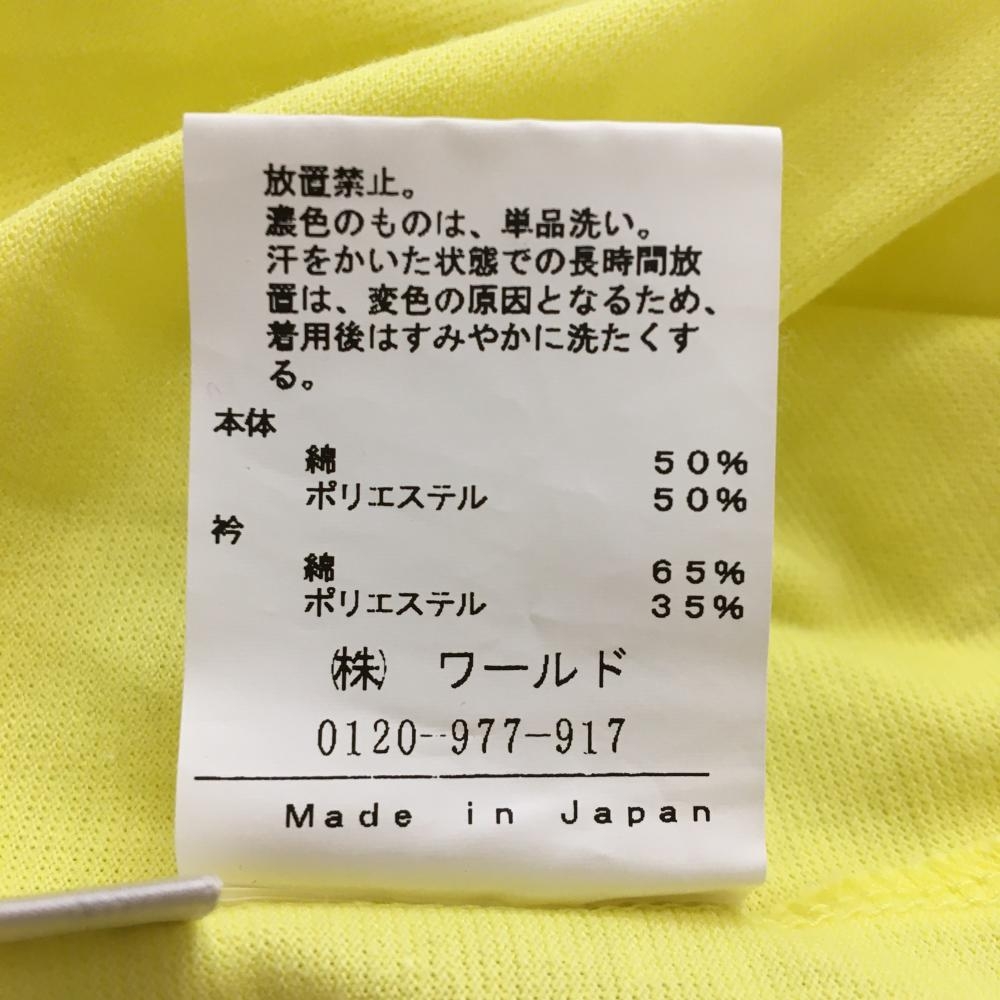 放置禁止。
濃色のものは、単品洗い。
汗をかいた状態での長時間放
置は、変色の原因となるため、
着用後はすみやかに洗たくす
る。
本体
綿 50%
ポリエステル 50%
衿
綿 65%
ポリエステル 35%
㈱ ワールド
0120-977-917
Made in Japan